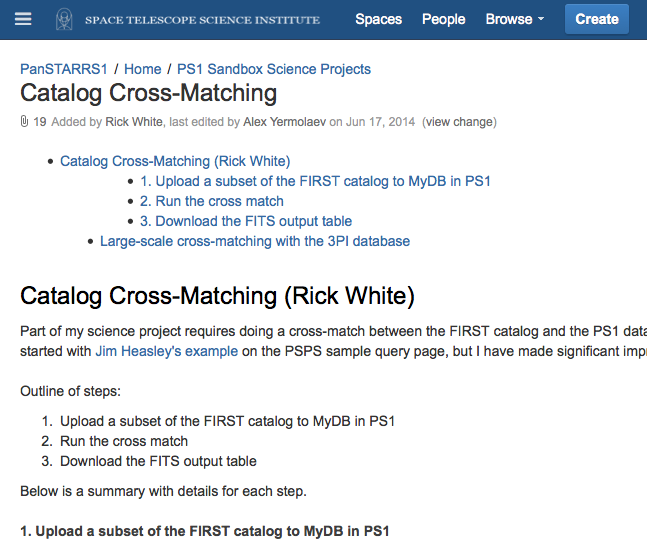 SPACE TELESCOPE SCIENCE INSTITUTE Spaces People Browse Create
PanSTARRS1 / Home / PS1 Sandbox Science Projects
Catalog Cross-Matching
19 Added by Rick White, last edited by Alex Yermolaev on Jun 17, 2014 (view change)
• Catalog Cross-Matching (Rick White)
• 1. Upload a subset of the FIRST catalog to MyDB in PS1
• 2. Run the cross match
• 3. Download the FITS output table
• Large-scale cross-matching with the 3PI database
Catalog Cross-Matching (Rick White)
Part of my science project requires doing a cross-match between the FIRST catalog and the PS1 data
started with Jim Heasley's example on the PSPS sample query page, but I have made significant impr
Outline of steps:
1. Upload a subset of the FIRST catalog to MyDB in PS1
2. Run the cross match
3. Download the FITS output table
Below is a summary with details for each step.
1. Upload a subset of the FIRST catalog to MyDB in PS1